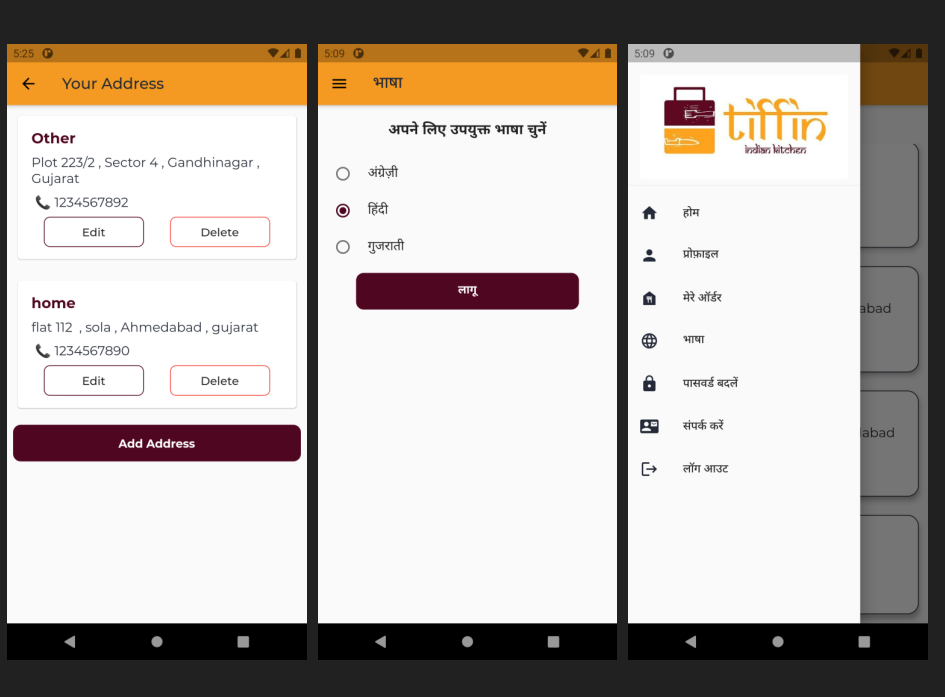 5:25
Your Address
Other
Plot 223/2 , Sector 4 , Gandhinagar ,
Gujarat
1234567892
Edit
Delete
home
flat 112 , sola , Ahmedabad , gujarat
1234567890
Edit
Delete
Add Address
5:09
भाषा
अपने लिए उपयुक्त भाषा चुनें
अंग्रेज़ी
हिंदी
गुजराती
लागू
5:09
tiffin
indian kitchen
होम
प्रोफ़ाइल
मेरे ऑर्डर
भाषा
पासवर्ड बदलें
संपर्क करें
लॉग आउट
abad
abad